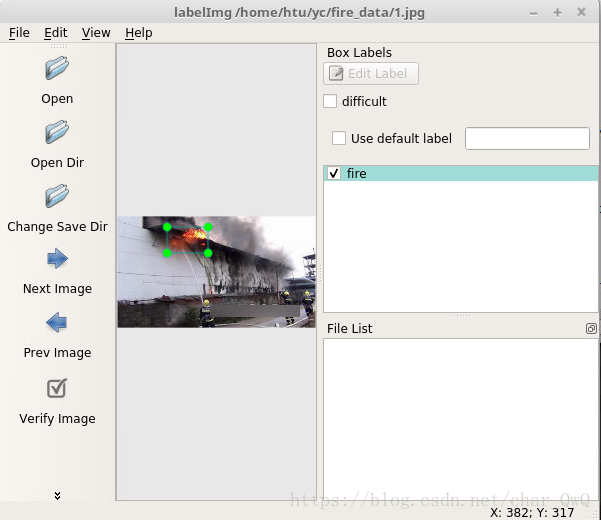 labelImg /home/htu/yc/fire_data/1.jpg
File Edit View Help
Open
Open Dir
Change Save Dir
Next Image
Prev Image
Verify Image
Box Labels
Edit Label
difficult
Use default label
fire
File List
https://blog.csdn.net/char_QwQ
X: 382; Y: 317